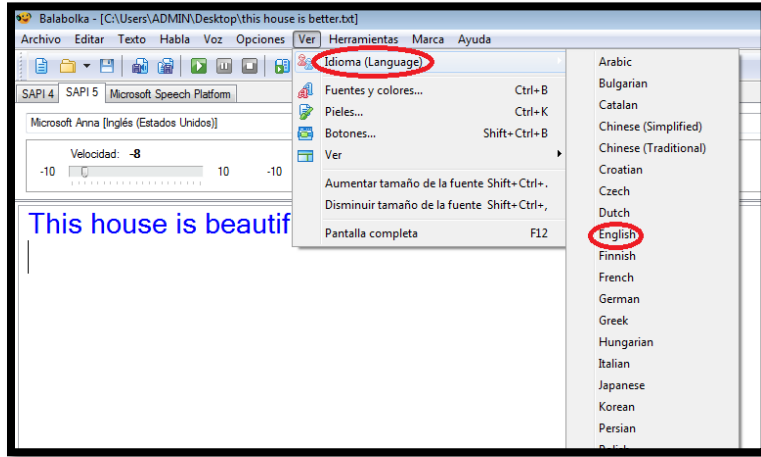 Balabolka - [C:\Users\ADMIN\Desktop\this house is better.txt]
Archivo Editar Texto Habla Voz Opciones Ver Herramientas Marca Ayuda
SAPI 4 SAPI 5 Microsoft Speech Platform
Microsoft Anna [Inglés (Estados Unidos)]
Velocidad: -8
-10 10 -10
This house is beautif
Idioma (Language)
Fuentes y colores... Ctrl+B
Pieles... Ctrl+K
Botones... Shift+Ctrl+B
Ver
Aumentar tamaño de la fuente Shift+Ctrl+.
Disminuir tamaño de la fuente Shift+Ctrl+,
Pantalla completa F12
Arabic
Bulgarian
Catalan
Chinese (Simplified)
Chinese (Traditional)
Croatian
Czech
Dutch
English
Finnish
French
German
Greek
Hungarian
Italian
Japanese
Korean
Persian